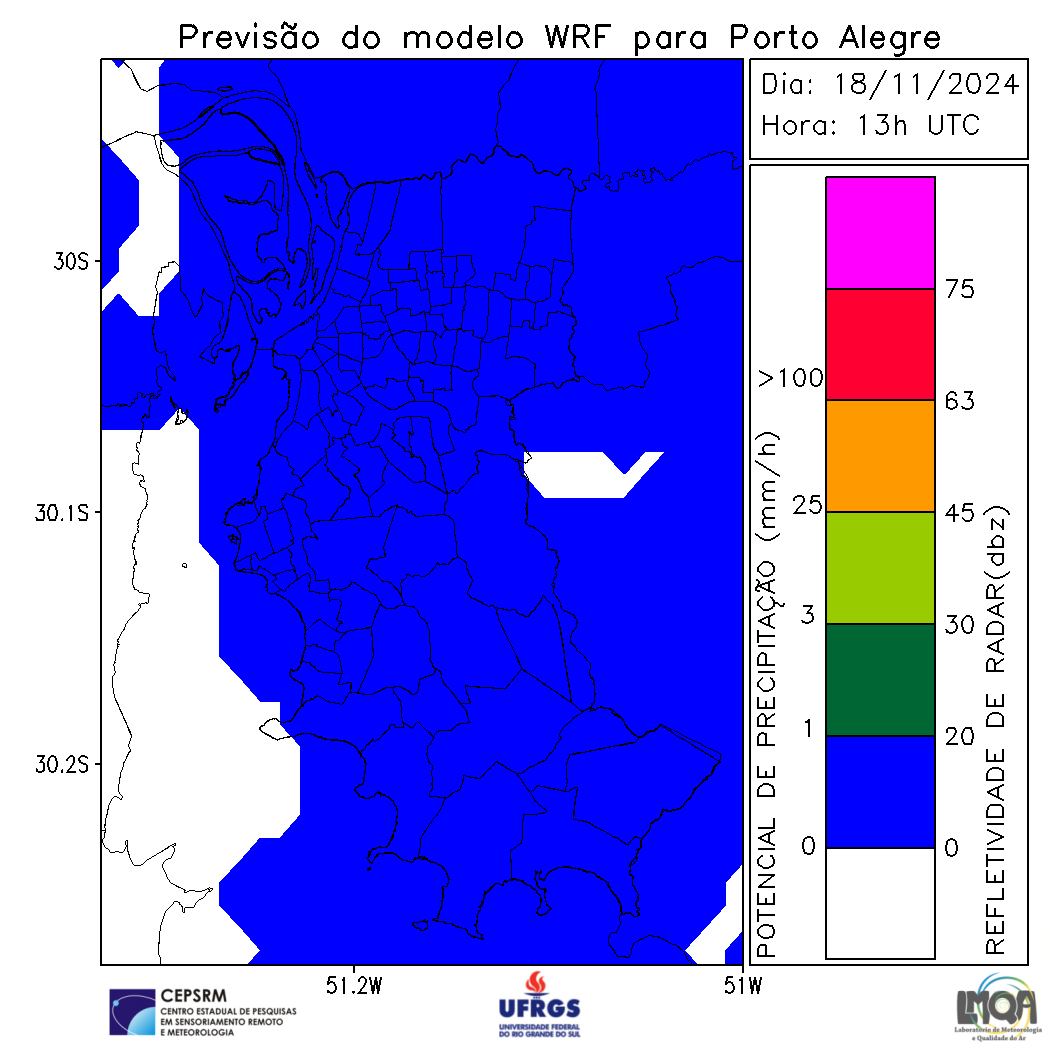 Previsão do modelo WRF para Porto Alegre
Dia: 18/11/2024
Hora: 13h UTC
30S
30.1S
30.2S
51.2W
51W
POTENCIAL DE PRECIPITAÇÃO (mm/h)
>100
25
3
1
0
75
63
45
30
20
0
REFLETIVIDADE DE RADAR(dbz)
CEPSRM
CENTRO ESTADUAL DE PESQUISAS
EM SENSORIAMENTO REMOTO
E METEOROLOGIA
UFRGS
UNIVERSIDADE FEDERAL
DO RIO GRANDE DO SUL
LMQA
Laboratório de Meteorologia
e Qualidade do Ar